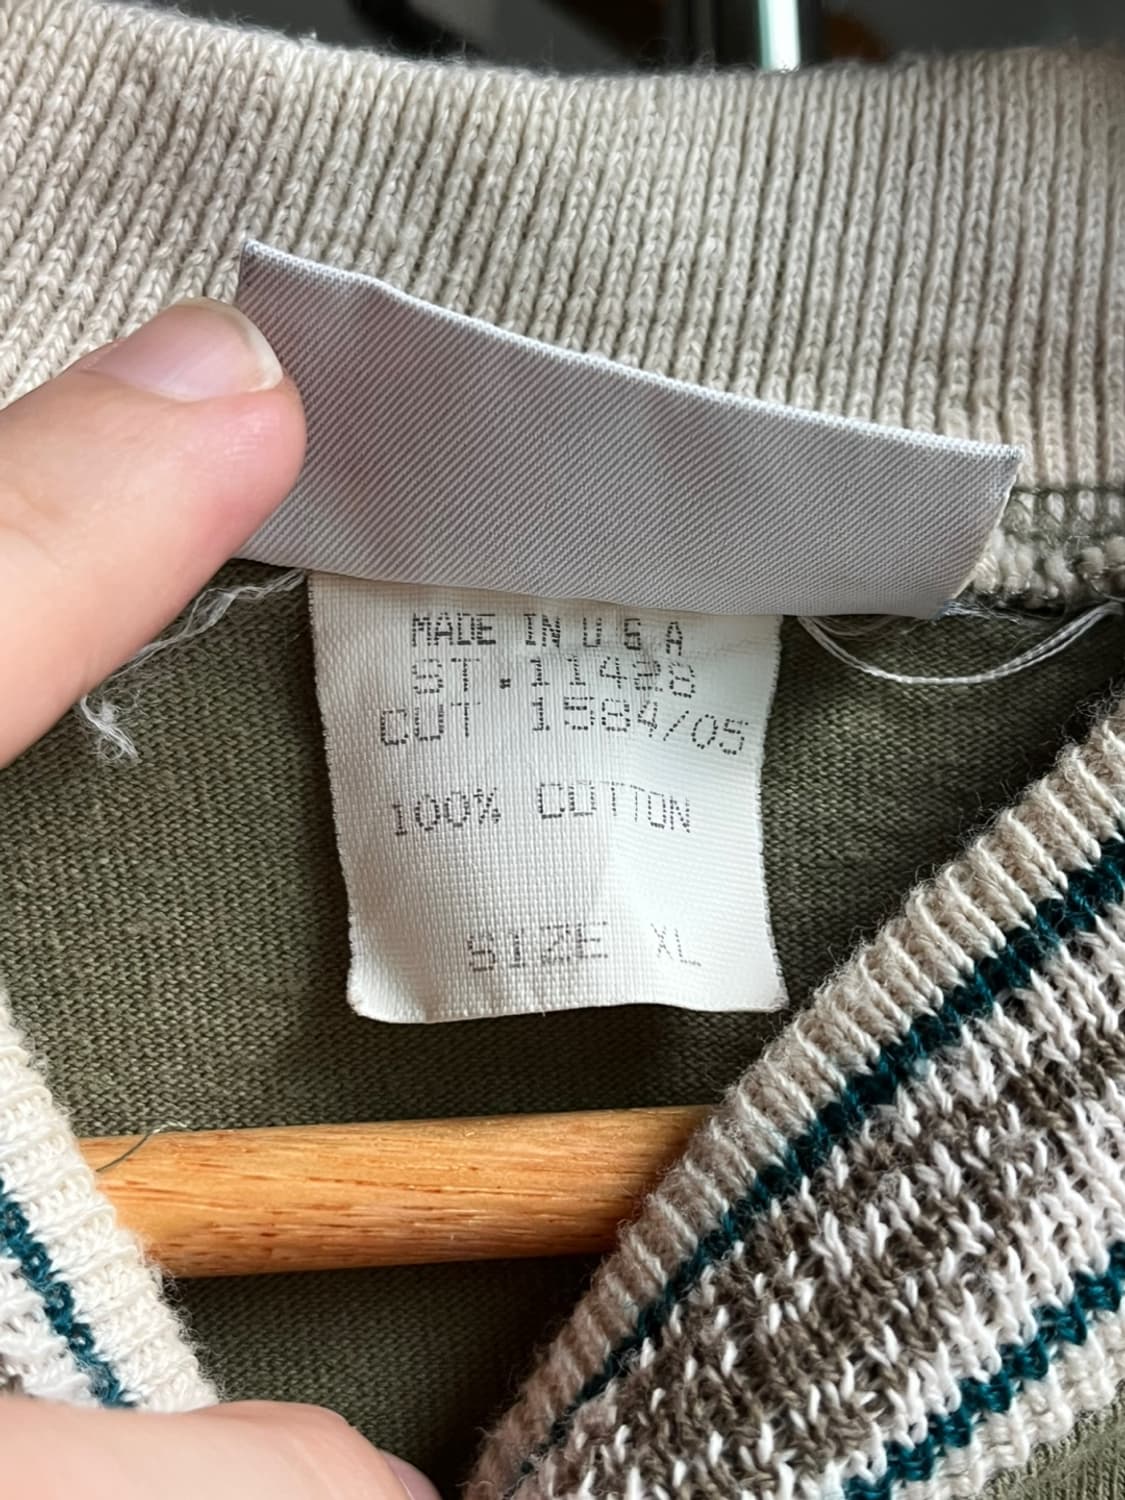 MADE IN U S A
ST.11428
CUT 1584/05
100% COTTON
SIZE XL